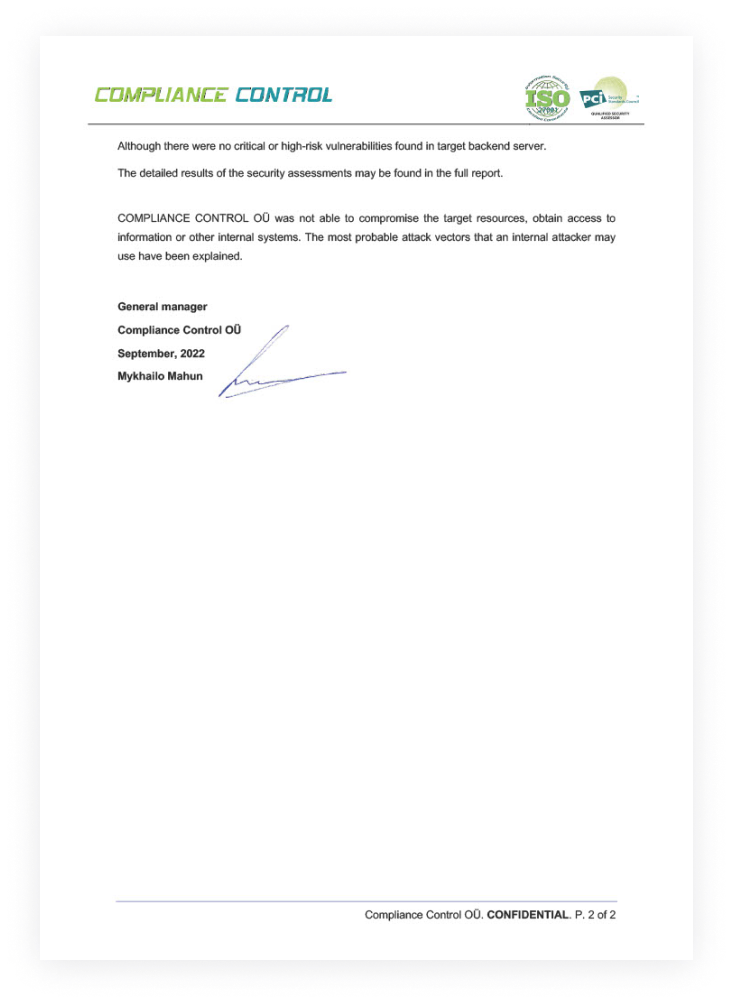 COMPLIANCE CONTROL
ISO
27001
PCI
Security
Standards Council
QUALIFIED SECURITY
ASSESSOR
Although there were no critical or high-risk vulnerabilities found in target backend server.
The detailed results of the security assessments may be found in the full report.
COMPLIANCE CONTROL OÜ was not able to compromise the target resources, obtain access to
information or other internal systems. The most probable attack vectors that an internal attacker may
use have been explained.
General manager
Compliance Control OÜ
September, 2022
Mykhailo Mahun
Compliance Control OÜ. CONFIDENTIAL. P. 2 of 2